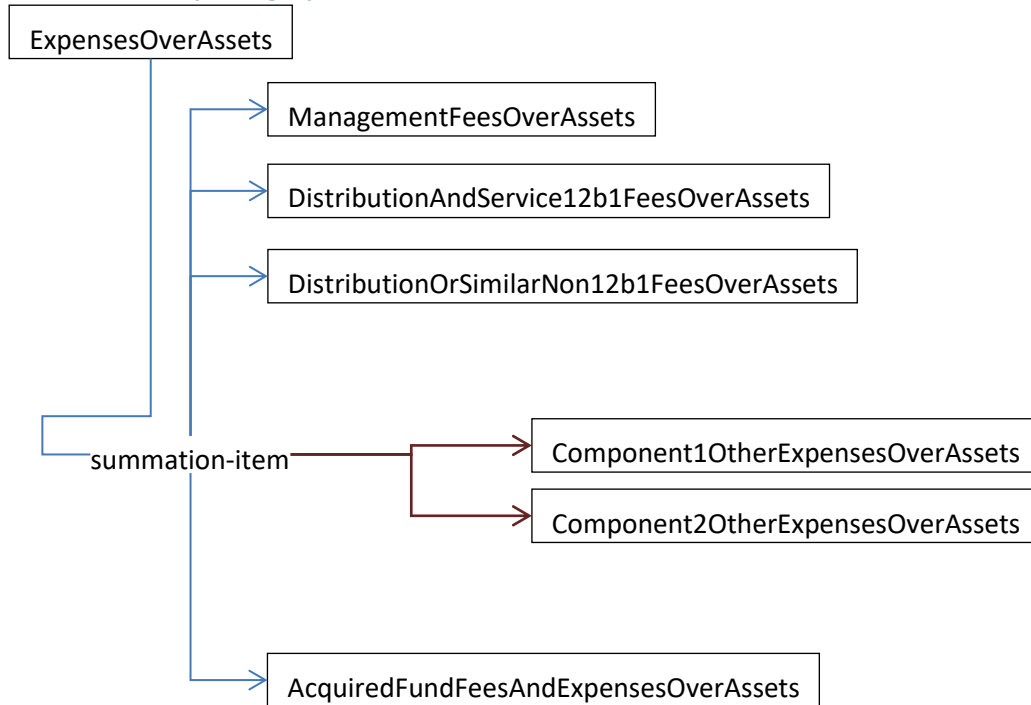 ExpensesOverAssets
ManagementFeesOverAssets
DistributionAndService12b1FeesOverAssets
DistributionOrSimilarNon12b1FeesOverAssets
summation-item
Component1OtherExpensesOverAssets
Component2OtherExpensesOverAssets
AcquiredFundFeesAndExpensesOverAssets